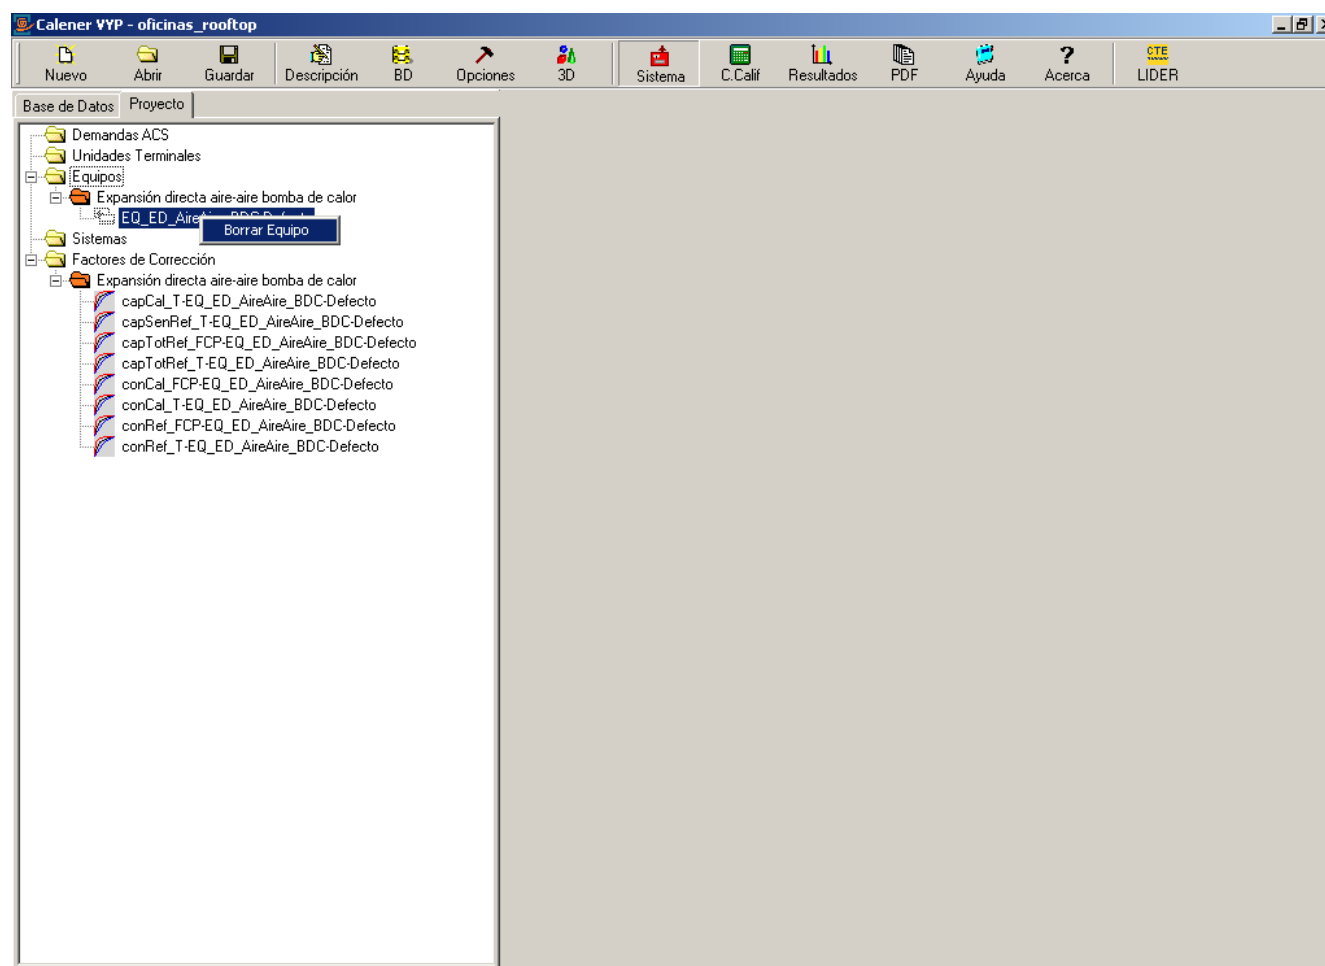 Calener VYP - oficinas_rooftop
Nuevo Abrir Guardar Descripción BD Opciones 3D Sistema C.Calif Resultados PDF Ayuda ? Acerca CTE LIDER
Base de Datos Proyecto
Demandas ACS
Unidades Terminales
Equipos
Expansión directa aire-aire bomba de calor
EQ_ED_Aire
Borrar Equipo
Sistemas
Factores de Corrección
Expansión directa aire-aire bomba de calor
capCal_T-EQ_ED_AireAire_BDC-Defecto
capSenRef_T-EQ_ED_AireAire_BDC-Defecto
capTotRef_FCP-EQ_ED_AireAire_BDC-Defecto
capTotRef_T-EQ_ED_AireAire_BDC-Defecto
conCal_FCP-EQ_ED_AireAire_BDC-Defecto
conCal_T-EQ_ED_AireAire_BDC-Defecto
conRef_FCP-EQ_ED_AireAire_BDC-Defecto
conRef_T-EQ_ED_AireAire_BDC-Defecto